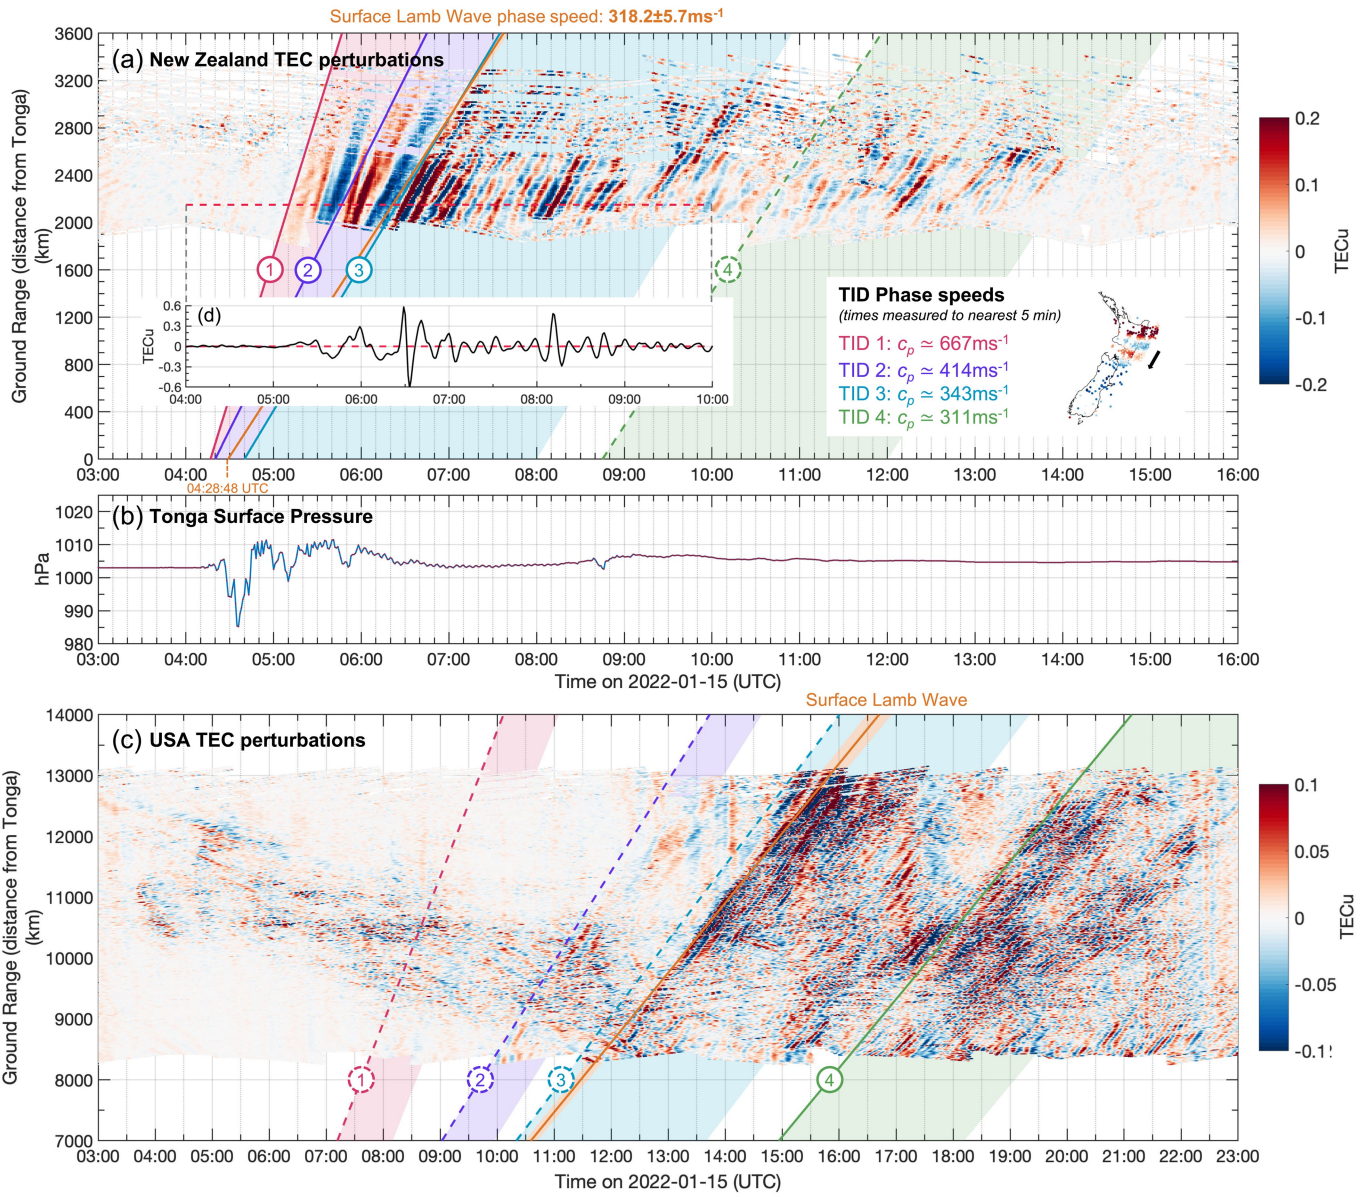 Surface Lamb Wave phase speed: 318.2±5.7ms-1
(a) New Zealand TEC perturbations
3600
3200
2800
2400
2000
1600
1200
800
400
0
Ground Range (distance from Tonga)
(km)
1
2
3
4
(d)
TECu
0.6
0.3
0
-0.3
-0.6
04:00 05:00 06:00 07:00 08:00 09:00 10:00
TID Phase speeds
(times measured to nearest 5 min)
TID 1: cp ≃ 667ms-1
TID 2: cp ≃ 414ms-1
TID 3: cp ≃ 343ms-1
TID 4: cp ≃ 311ms-1
0.2
0.1
0
-0.1
-0.2
TECu
03:00 04:00 05:00 06:00 07:00 08:00 09:00 10:00 11:00 12:00 13:00 14:00 15:00 16:00
04:28:48 UTC
(b) Tonga Surface Pressure
1020
1010
1000
990
980
hPa
03:00 04:00 05:00 06:00 07:00 08:00 09:00 10:00 11:00 12:00 13:00 14:00 15:00 16:00
Time on 2022-01-15 (UTC)
Surface Lamb Wave
(c) USA TEC perturbations
14000
13000
12000
11000
10000
9000
8000
7000
Ground Range (distance from Tonga)
(km)
1
2
3
4
0.1
0.05
0
-0.05
-0.1'
TECu
03:00 04:00 05:00 06:00 07:00 08:00 09:00 10:00 11:00 12:00 13:00 14:00 15:00 16:00 17:00 18:00 19:00 20:00 21:00 22:00 23:00
Time on 2022-01-15 (UTC)